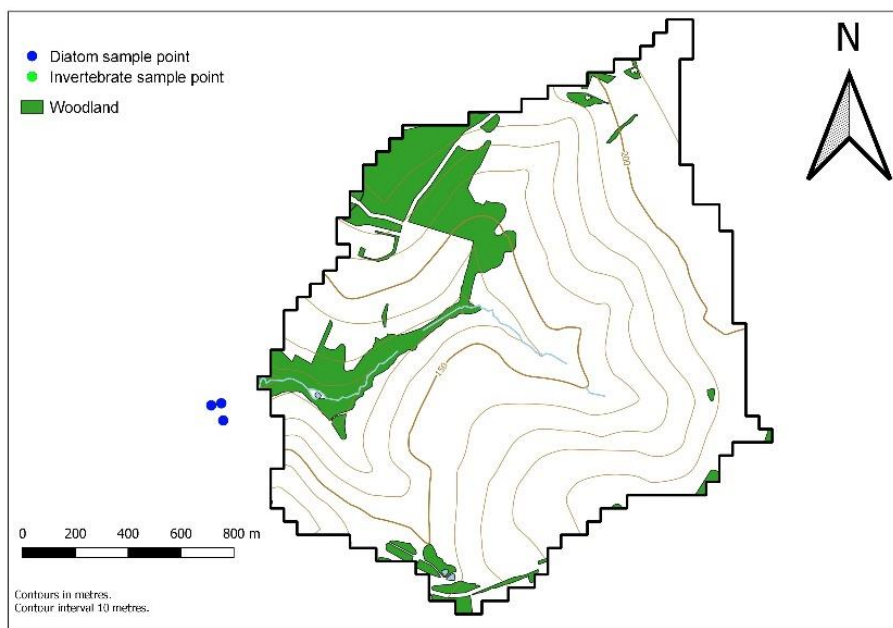 N
Diatom sample point
Invertebrate sample point
Woodland
200
150
0 200 400 600 800 m
Contours in metres.
Contour interval 10 metres.